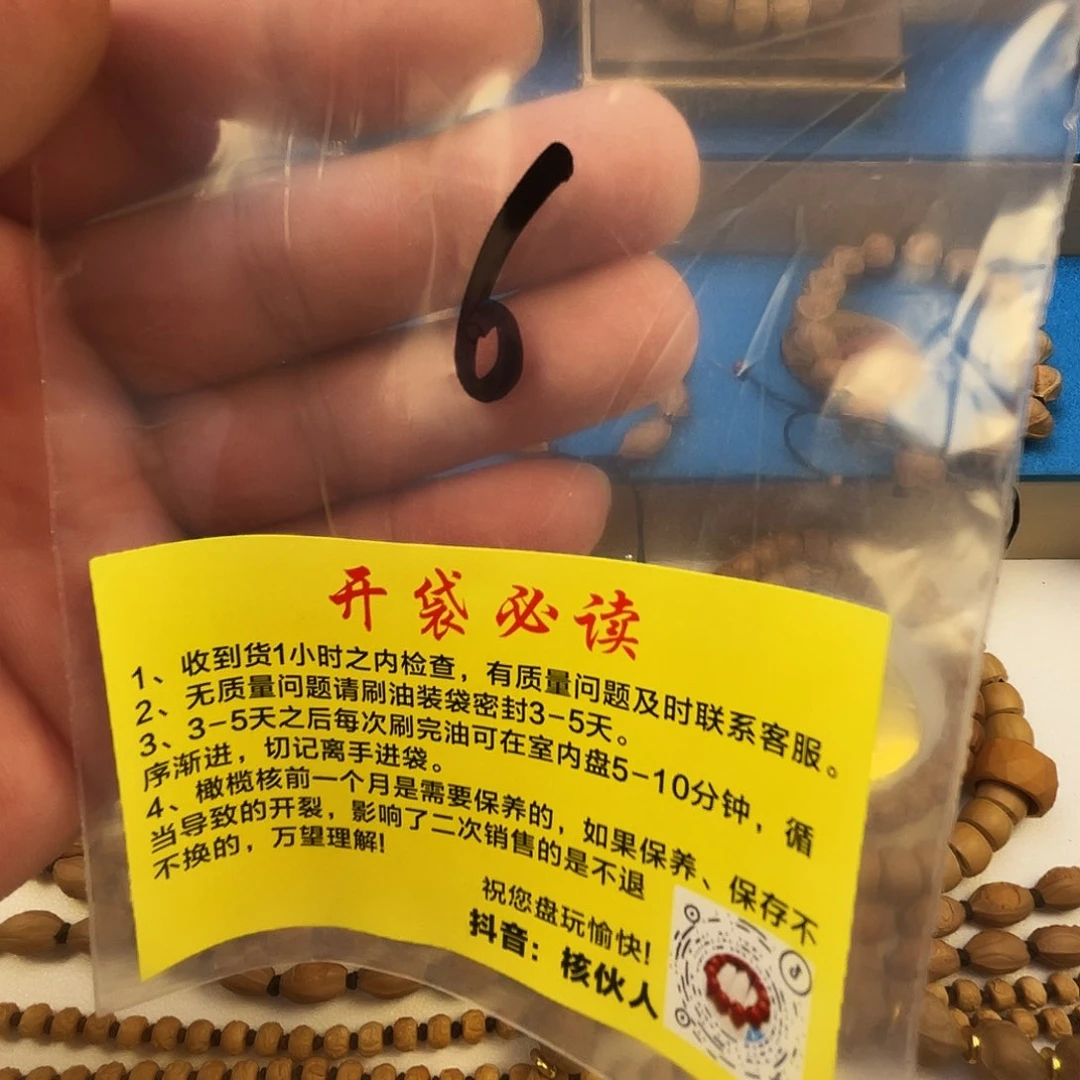 6
开袋必读
1、收到货1小时之内检查，有质量问题及时联系客服。
2、无质量问题请刷油装袋密封3-5天。
3、3-5天之后每次刷完油可在室内盘5-10分钟，循
序渐进，切记离手进袋。
4、橄榄核前一个月是需要保养的，如果保养、保存不
当导致的开裂，影响了二次销售的是不退
不换的，万望理解!
祝您盘玩愉快!
抖音：核伙人